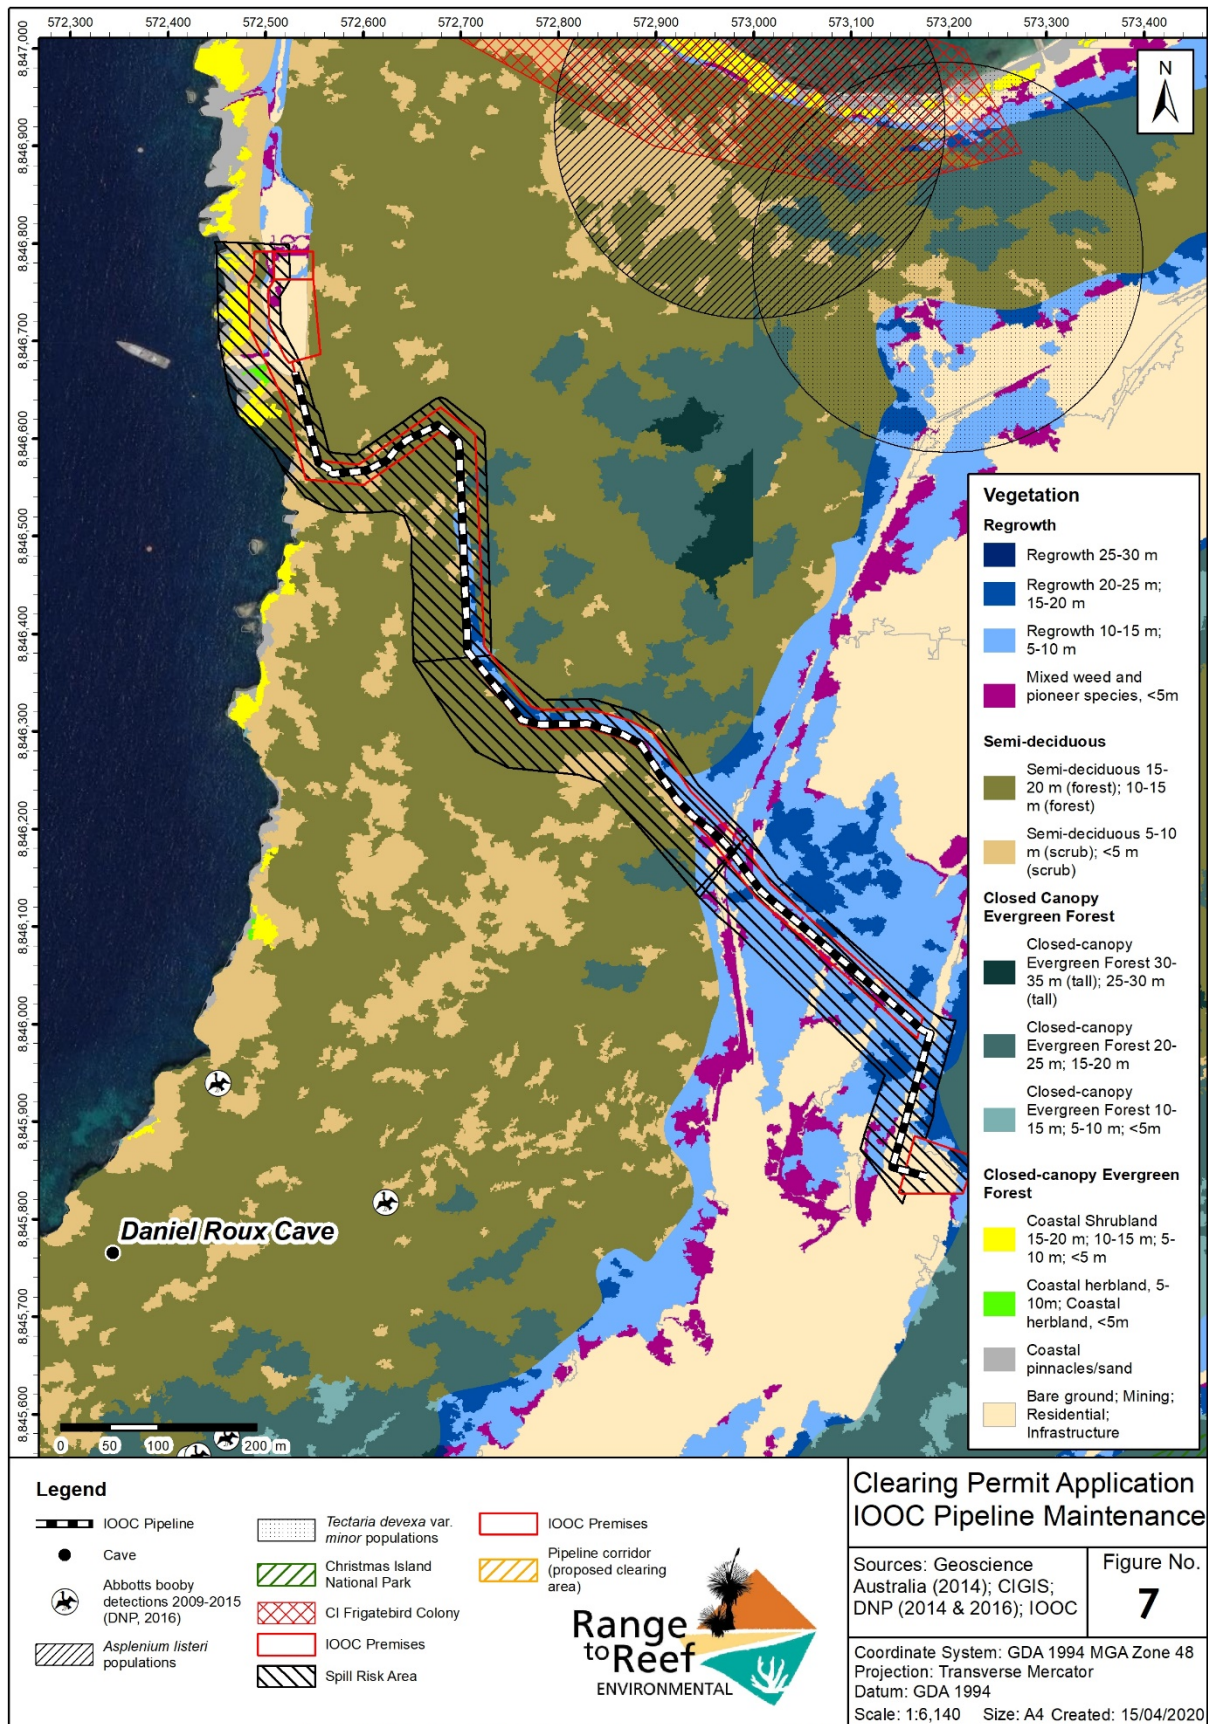 572,300 572,400 572,500 572,600 572,700 572,800 572,900 573,000 573,100 573,200 573,300 573,400
8,847,000
8,846,900
8,846,800
8,846,700
8,846,600
8,846,500
8,846,400
8,846,300
8,846,200
8,846,100
8,846,000
8,845,900
8,845,800
8,845,700
8,845,600
N
Daniel Roux Cave
0 50 100 200 m
Vegetation
Regrowth
Regrowth 25-30 m
Regrowth 20-25 m;
15-20 m
Regrowth 10-15 m;
5-10 m
Mixed weed and
pioneer species, <5m
Semi-deciduous
Semi-deciduous 15-
20 m (forest); 10-15
m (forest)
Semi-deciduous 5-10
m (scrub); <5 m
(scrub)
Closed Canopy
Evergreen Forest
Closed-canopy
Evergreen Forest 30-
35 m (tall); 25-30 m
(tall)
Closed-canopy
Evergreen Forest 20-
25 m; 15-20 m
Closed-canopy
Evergreen Forest 10-
15 m; 5-10 m; <5m
Closed-canopy Evergreen
Forest
Coastal Shrubland
15-20 m; 10-15 m; 5-
10 m; <5 m
Coastal herbland, 5-
10m; Coastal
herbland, <5m
Coastal
pinnacles/sand
Bare ground; Mining;
Residential;
Infrastructure
Legend
IOOC Pipeline
Cave
Abbotts booby
detections 2009-2015
(DNP, 2016)
Asplenium listeri
populations
Tectaria devexa var.
minor populations
Christmas Island
National Park
CI Frigatebird Colony
IOOC Premises
Spill Risk Area
IOOC Premises
Pipeline corridor
(proposed clearing
area)
Range
to Reef
ENVIRONMENTAL
Clearing Permit Application
IOOC Pipeline Maintenance
Sources: Geoscience
Australia (2014); CIGIS;
DNP (2014 & 2016); IOOC
Figure No.
7
Coordinate System: GDA 1994 MGA Zone 48
Projection: Transverse Mercator
Datum: GDA 1994
Scale: 1:6,140 Size: A4 Created: 15/04/2020